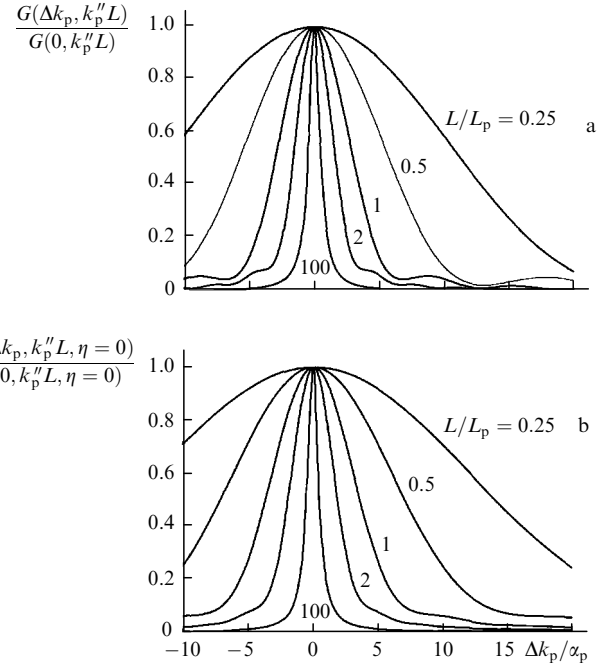 G(Δk_p, k_p″L)
G(0, k_p″L)
1.0
0.8
0.6
0.4
0.2
0
L/L_p = 0.25
a
0.5
1
2
100
k_p, k_p″L, η = 0)
0, k_p″L, η = 0)
1.0
0.8
0.6
0.4
0.2
0
L/L_p = 0.25
b
0.5
1
2
100
−10 −5 0 5 10 15 Δk_p/α_p